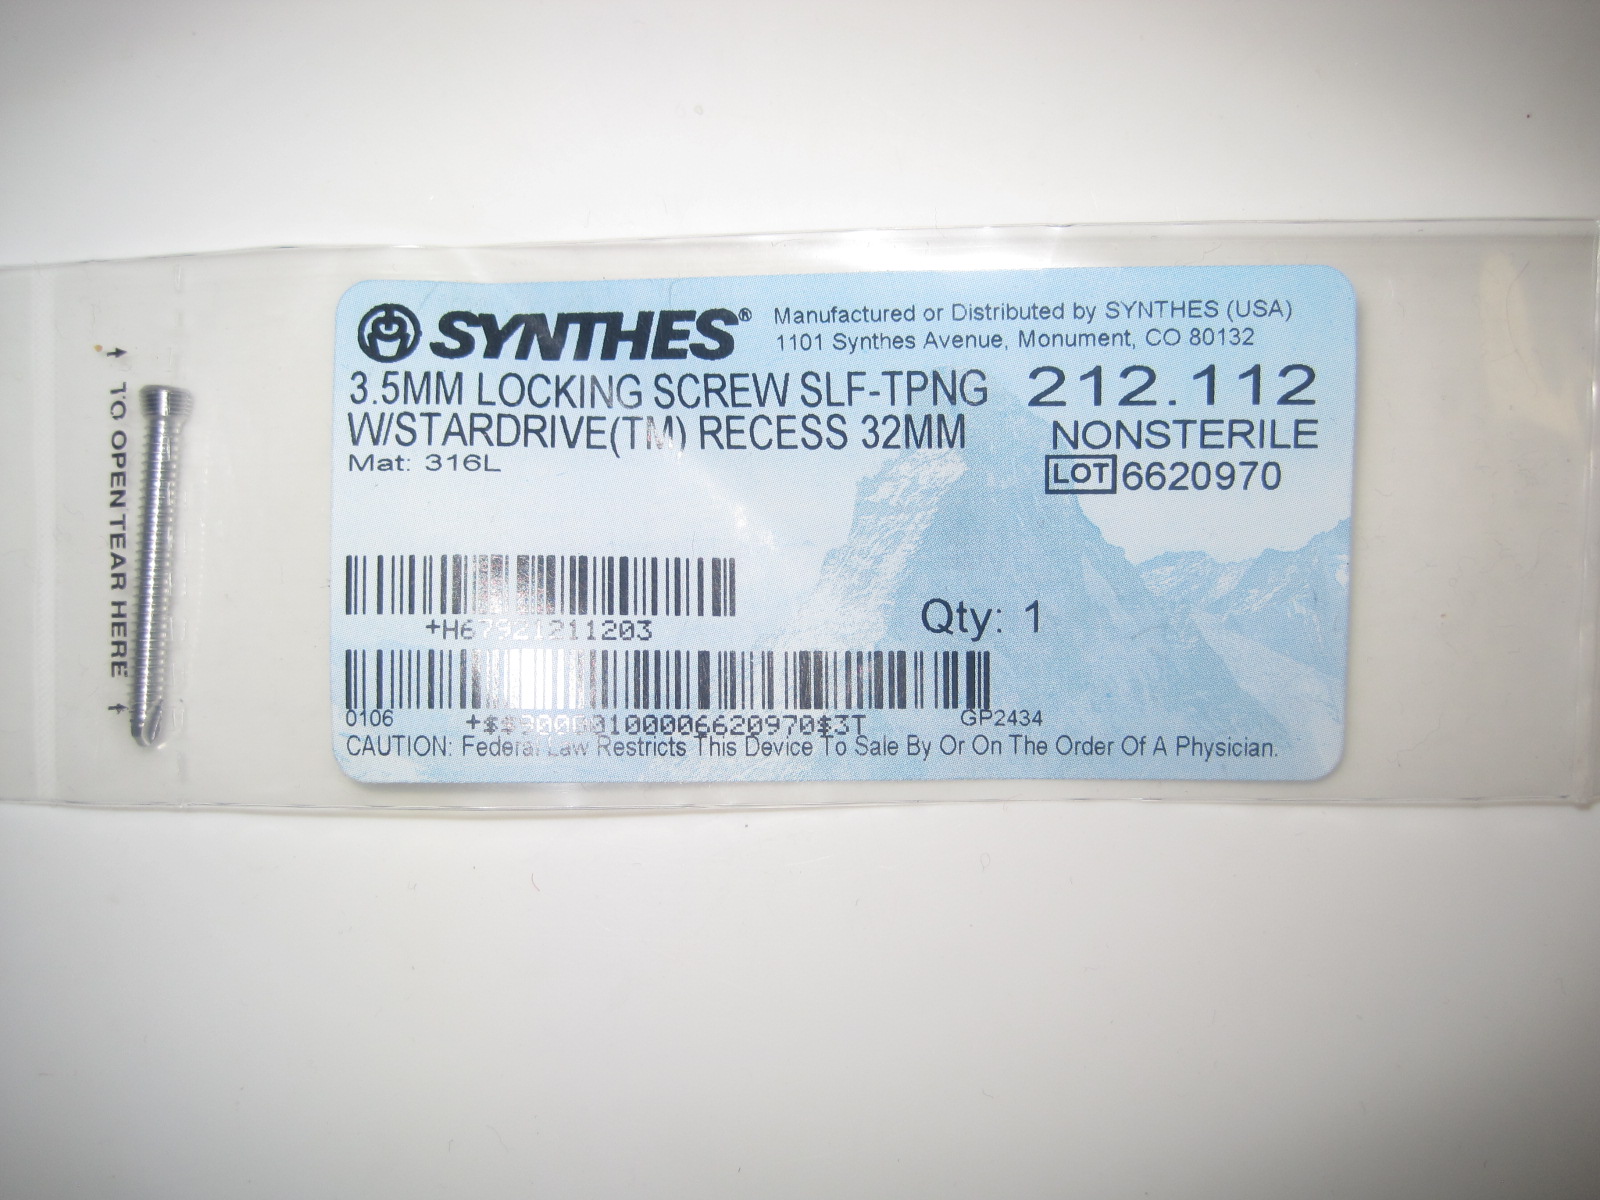 SYNTHES®
Manufactured or Distributed by SYNTHES (USA)
1101 Synthes Avenue, Monument, CO 80132
3.5MM LOCKING SCREW SLF-TPNG
W/STARDRIVE(TM) RECESS 32MM
Mat: 316L
212.112
NONSTERILE
LOT 6620970
+H67921211203
Qty: 1
0106
GP2434
CAUTION: Federal Law Restricts This Device To Sale By Or On The Order Of A Physician.
TO OPEN TEAR HERE